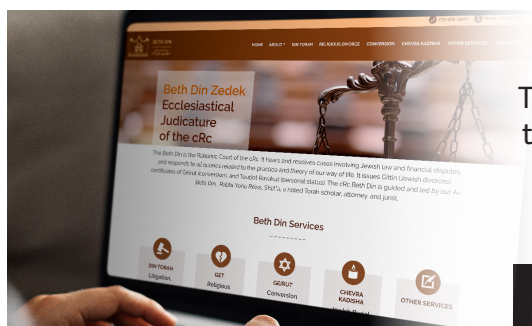 BETH DIN
HOME ABOUT DIN TORAH RELIGIOUS DIVORCE CONVERSION CHEVRA KADISHA OTHER SERVICES
Beth Din Zedek
Ecclesiastical
Judicature
of the cRc
The Beth Din is the Rabbinic Court of the cRc. It hears and resolves cases involving Jewish law and financial disputes,
and responds to all queries related to the practice and theory of our way of life. It issues Gittin (Jewish divorces),
certificates of Geirut (conversion), and Teudot Ravakut (personal status). The cRc Beth Din is guided and led by our Av
Beth Din, Rabbi Yona Reiss, Shlit"a, a noted Torah scholar, attorney, and jurist.
Beth Din Services
DIN TORAH GET GEIRUT CHEVRA KADISHA OTHER SERVICES
Litigation, Religious Conversion
T
t